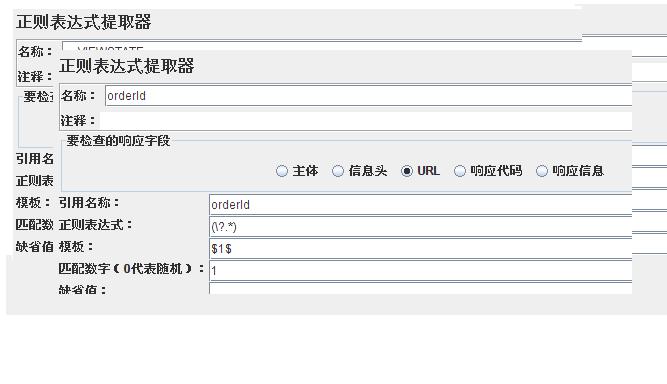 正则表达式提取器
名称：
注释：
要检
引用名
正则表
模板：
匹配数
缺省值
正则表达式提取器
名称： orderId
注释：
要检查的响应字段
主体 信息头 URL 响应代码 响应信息
引用名称： orderId
正则表达式： (\?.*)
模板： $1$
匹配数字（0代表随机）： 1
缺省值：